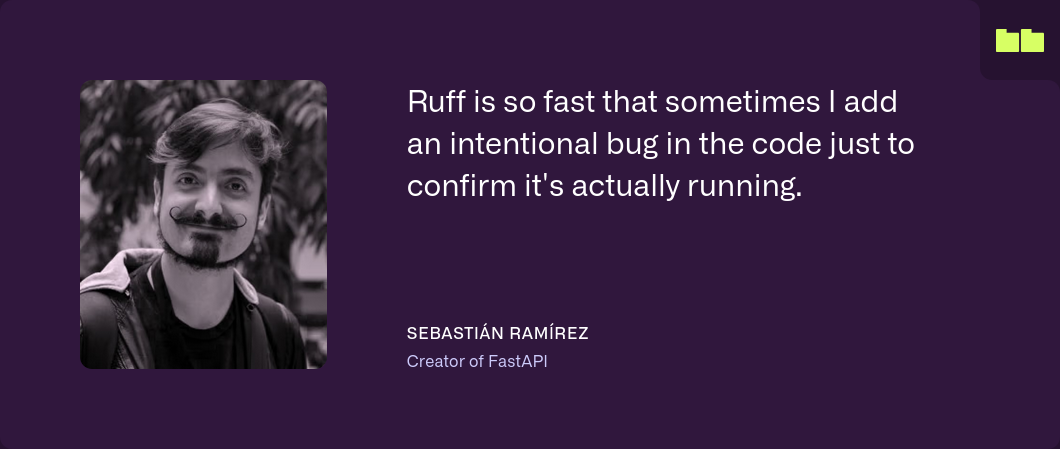 Ruff is so fast that sometimes I add
an intentional bug in the code just to
confirm it's actually running.
SEBASTIÁN RAMÍREZ
Creator of FastAPI